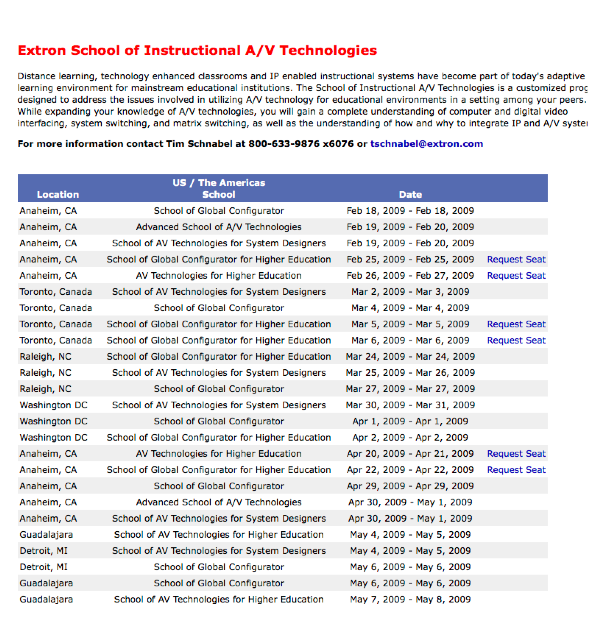 Extron School of Instructional A/V Technologies
Distance learning, technology enhanced classrooms and IP enabled instructional systems have become part of today's adaptive
learning environment for mainstream educational institutions. The School of Instructional A/V Technologies is a customized prog
designed to address the issues involved in utilizing A/V technology for educational environments in a setting among your peers.
While expanding your knowledge of A/V technologies, you will gain a complete understanding of computer and digital video
interfacing, system switching, and matrix switching, as well as the understanding of how and why to integrate IP and A/V system
For more information contact Tim Schnabel at 800-633-9876 x6076 or tschnabel@extron.com
US / The Americas
Location School Date
Anaheim, CA School of Global Configurator Feb 18, 2009 - Feb 18, 2009
Anaheim, CA Advanced School of A/V Technologies Feb 19, 2009 - Feb 20, 2009
Anaheim, CA School of AV Technologies for System Designers Feb 19, 2009 - Feb 20, 2009
Anaheim, CA School of Global Configurator for Higher Education Feb 25, 2009 - Feb 25, 2009 Request Seat
Anaheim, CA AV Technologies for Higher Education Feb 26, 2009 - Feb 27, 2009 Request Seat
Toronto, Canada School of AV Technologies for System Designers Mar 2, 2009 - Mar 3, 2009
Toronto, Canada School of Global Configurator Mar 4, 2009 - Mar 4, 2009
Toronto, Canada School of Global Configurator for Higher Education Mar 5, 2009 - Mar 5, 2009 Request Seat
Toronto, Canada School of Global Configurator for Higher Education Mar 6, 2009 - Mar 6, 2009 Request Seat
Raleigh, NC School of Global Configurator for Higher Education Mar 24, 2009 - Mar 24, 2009
Raleigh, NC School of AV Technologies for System Designers Mar 25, 2009 - Mar 26, 2009
Raleigh, NC School of Global Configurator Mar 27, 2009 - Mar 27, 2009
Washington DC School of AV Technologies for System Designers Mar 30, 2009 - Mar 31, 2009
Washington DC School of Global Configurator Apr 1, 2009 - Apr 1, 2009
Washington DC School of Global Configurator for Higher Education Apr 2, 2009 - Apr 2, 2009
Anaheim, CA AV Technologies for Higher Education Apr 20, 2009 - Apr 21, 2009 Request Seat
Anaheim, CA School of Global Configurator for Higher Education Apr 22, 2009 - Apr 22, 2009 Request Seat
Anaheim, CA School of Global Configurator Apr 29, 2009 - Apr 29, 2009
Anaheim, CA Advanced School of A/V Technologies Apr 30, 2009 - May 1, 2009
Anaheim, CA School of AV Technologies for System Designers Apr 30, 2009 - May 1, 2009
Guadalajara School of AV Technologies for Higher Education May 4, 2009 - May 5, 2009
Detroit, MI School of AV Technologies for System Designers May 4, 2009 - May 5, 2009
Detroit, MI School of Global Configurator May 6, 2009 - May 6, 2009
Guadalajara School of Global Configurator May 6, 2009 - May 6, 2009
Guadalajara School of AV Technologies for Higher Education May 7, 2009 - May 8, 2009